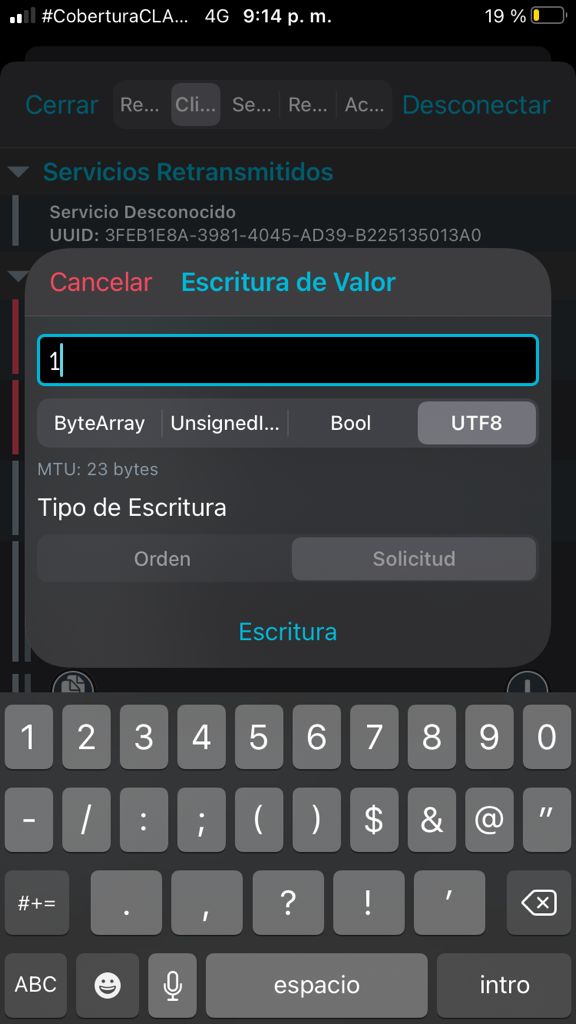 #CoberturaCLA... 4G 9:14 p. m. 19 %
Cerrar Re... Cli... Se... Re... Ac... Desconectar
Servicios Retransmitidos
Servicio Desconocido
UUID: 3FEB1E8A-3981-4045-AD39-B225135013A0
Cancelar Escritura de Valor
1
ByteArray UnsignedI... Bool UTF8
MTU: 23 bytes
Tipo de Escritura
Orden Solicitud
Escritura
1 2 3 4 5 6 7 8 9 0
- / : ; ( ) $ & @ "
#+= . , ? ! '
ABC espacio intro